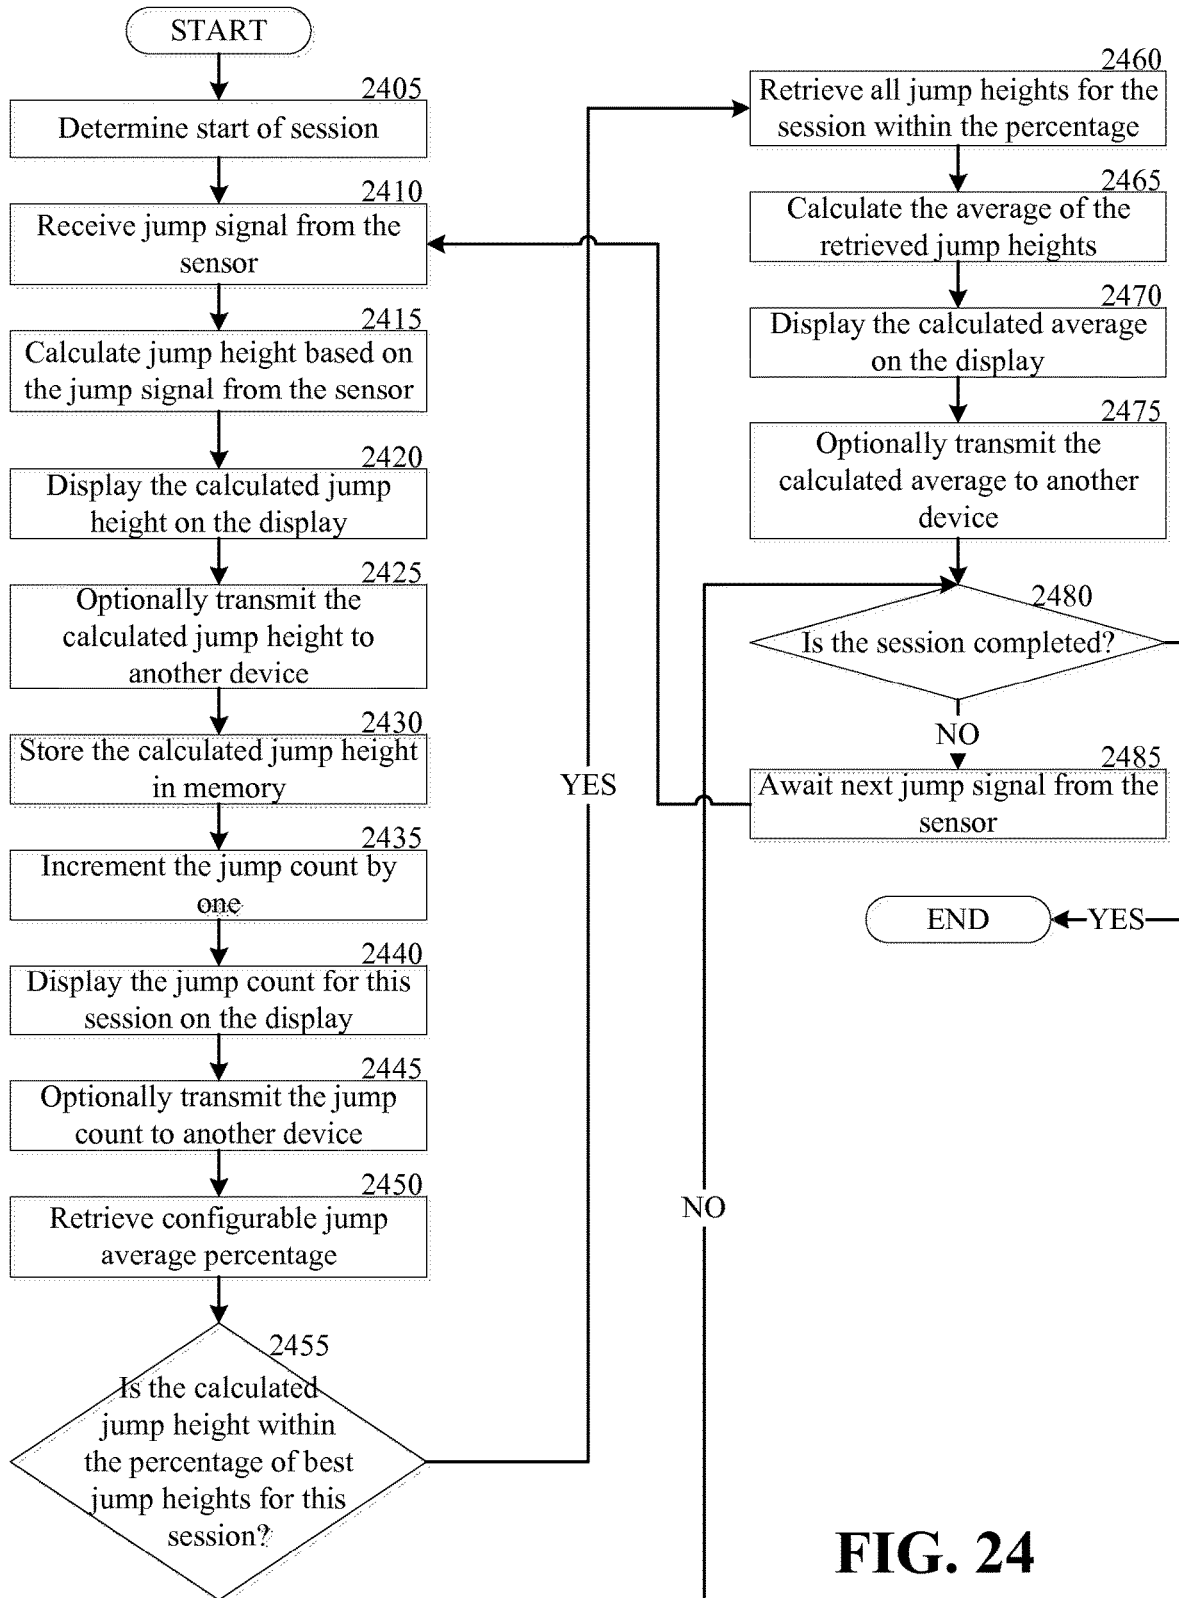 START
2405
Determine start of session
2410
Receive jump signal from the
sensor
2415
Calculate jump height based on
the jump signal from the sensor
2420
Display the calculated jump
height on the display
2425
Optionally transmit the
calculated jump height to
another device
2430
Store the calculated jump height
in memory
2435
Increment the jump count by
one
2440
Display the jump count for this
session on the display
2445
Optionally transmit the jump
count to another device
2450
Retrieve configurable jump
average percentage
2455
Is the calculated
jump height within
the percentage of best
jump heights for this
session?
YES
NO
2460
Retrieve all jump heights for the
session within the percentage
2465
Calculate the average of the
retrieved jump heights
2470
Display the calculated average
on the display
2475
Optionally transmit the
calculated average to another
device
2480
Is the session completed?
NO
2485
Await next jump signal from the
sensor
END
YES
FIG. 24